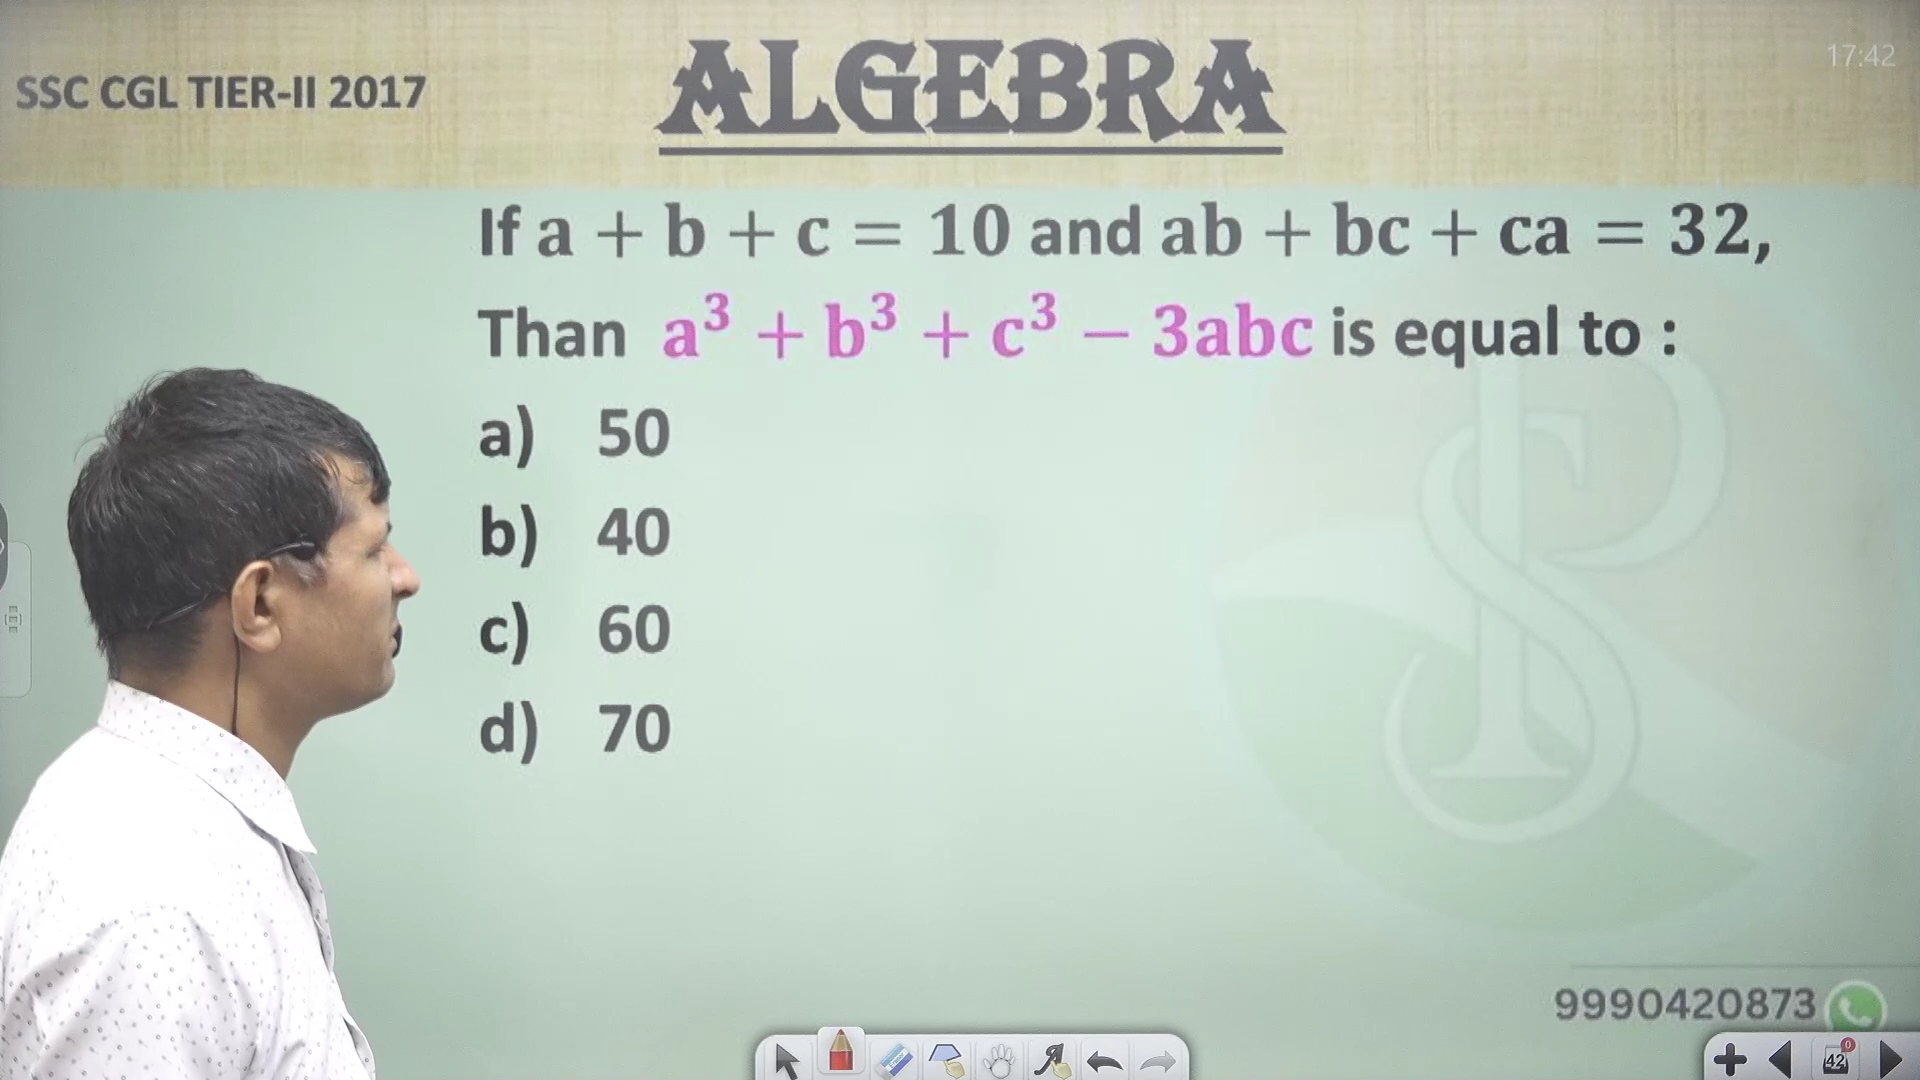 ALGEBRA
17:42
SSC CGL TIER-II 2017
If a + b + c = 10 and ab + bc + ca = 32,
Than a³ + b³ + c³ − 3abc is equal to :
a) 50
b) 40
c) 60
d) 70
9990420873
42
0